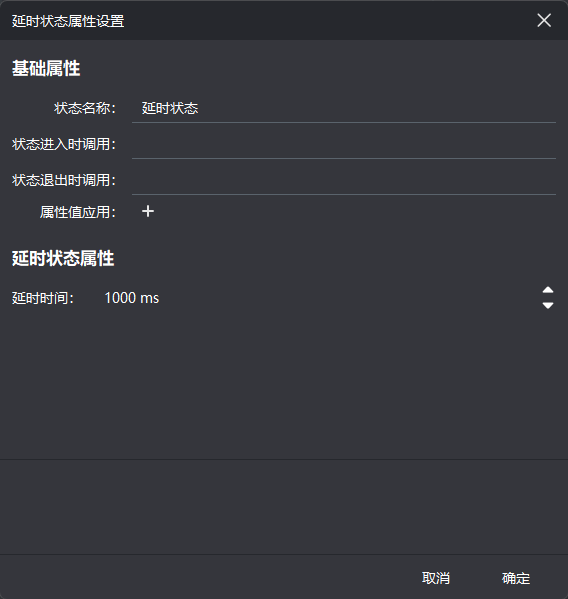 延时状态属性设置
基础属性
状态名称： 延时状态
状态进入时调用：
状态退出时调用：
属性值应用： +
延时状态属性
延时时间： 1000 ms
取消 确定